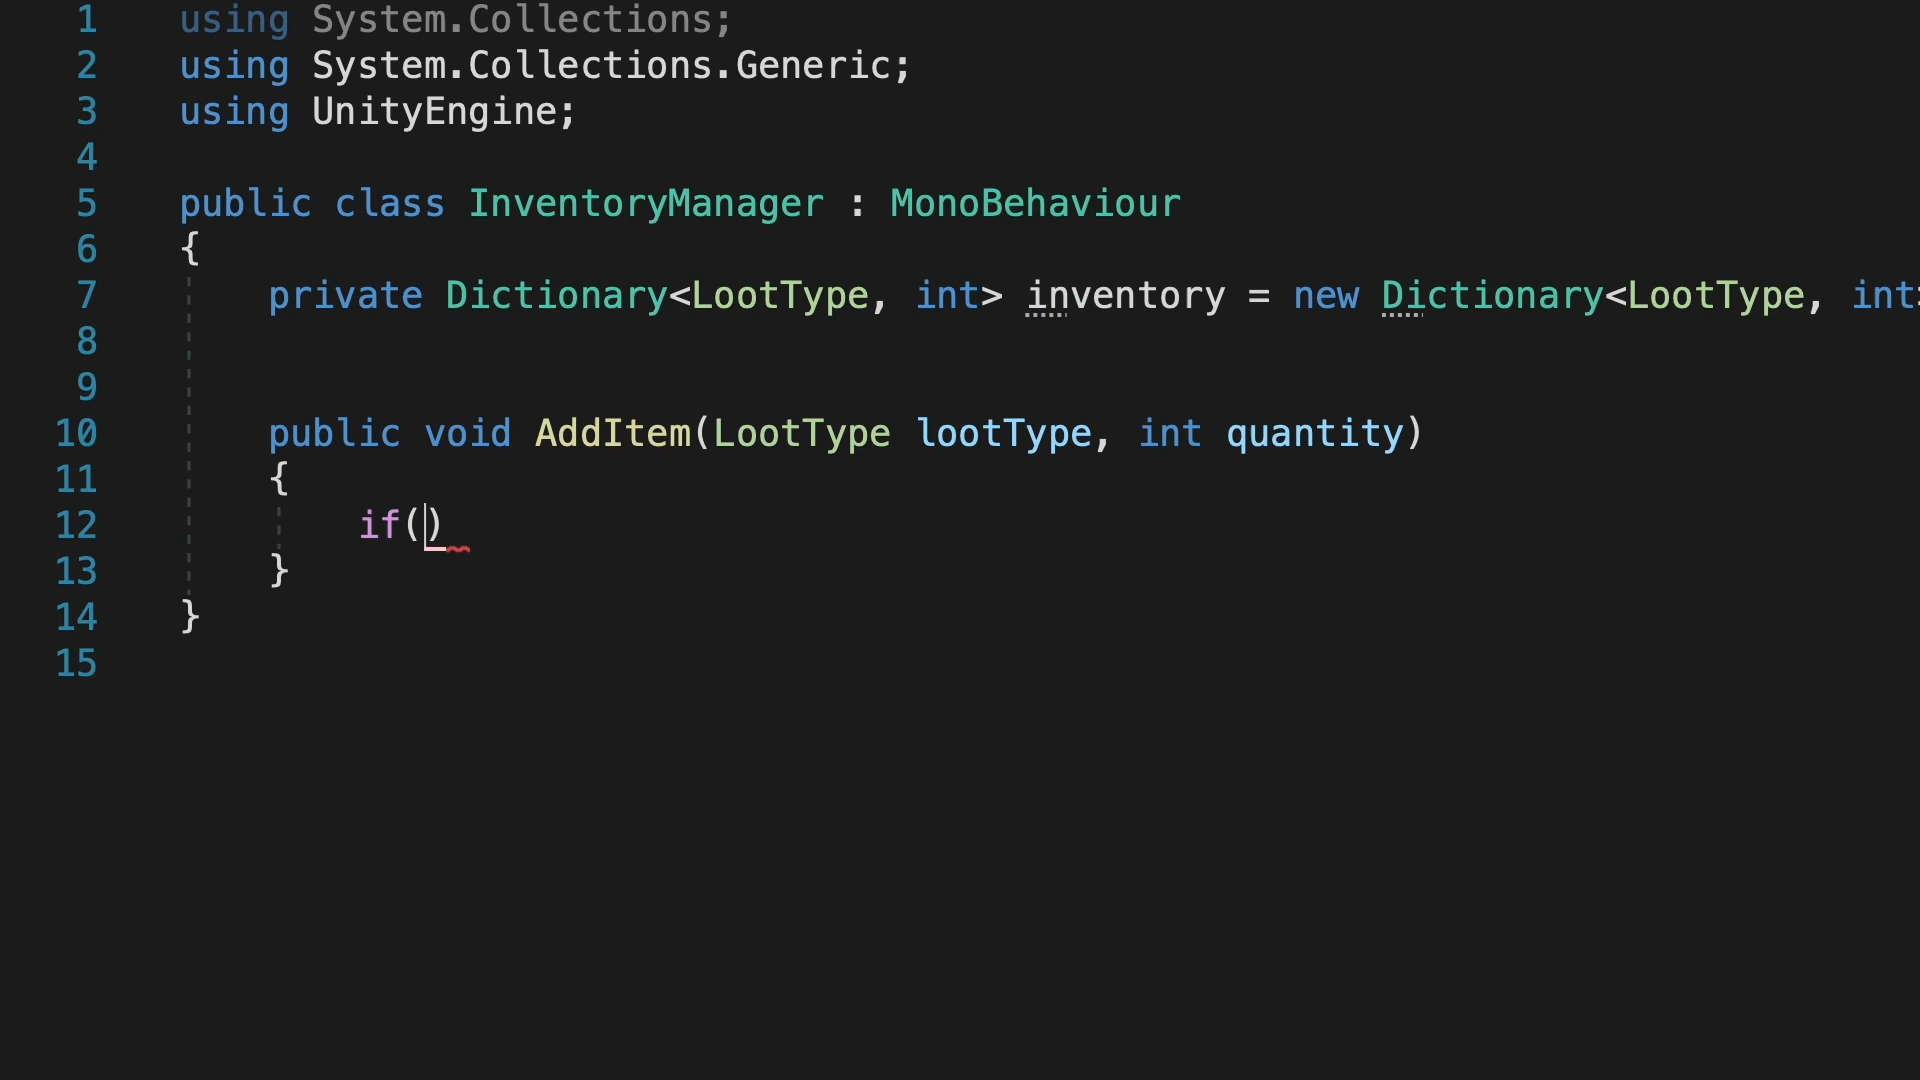 1 using System.Collections;
2 using System.Collections.Generic;
3 using UnityEngine;
4
5 public class InventoryManager : MonoBehaviour
6 {
7 private Dictionary<LootType, int> inventory = new Dictionary<LootType, int>
8
9
10 public void AddItem(LootType lootType, int quantity)
11 {
12 if()
13 }
14 }
15